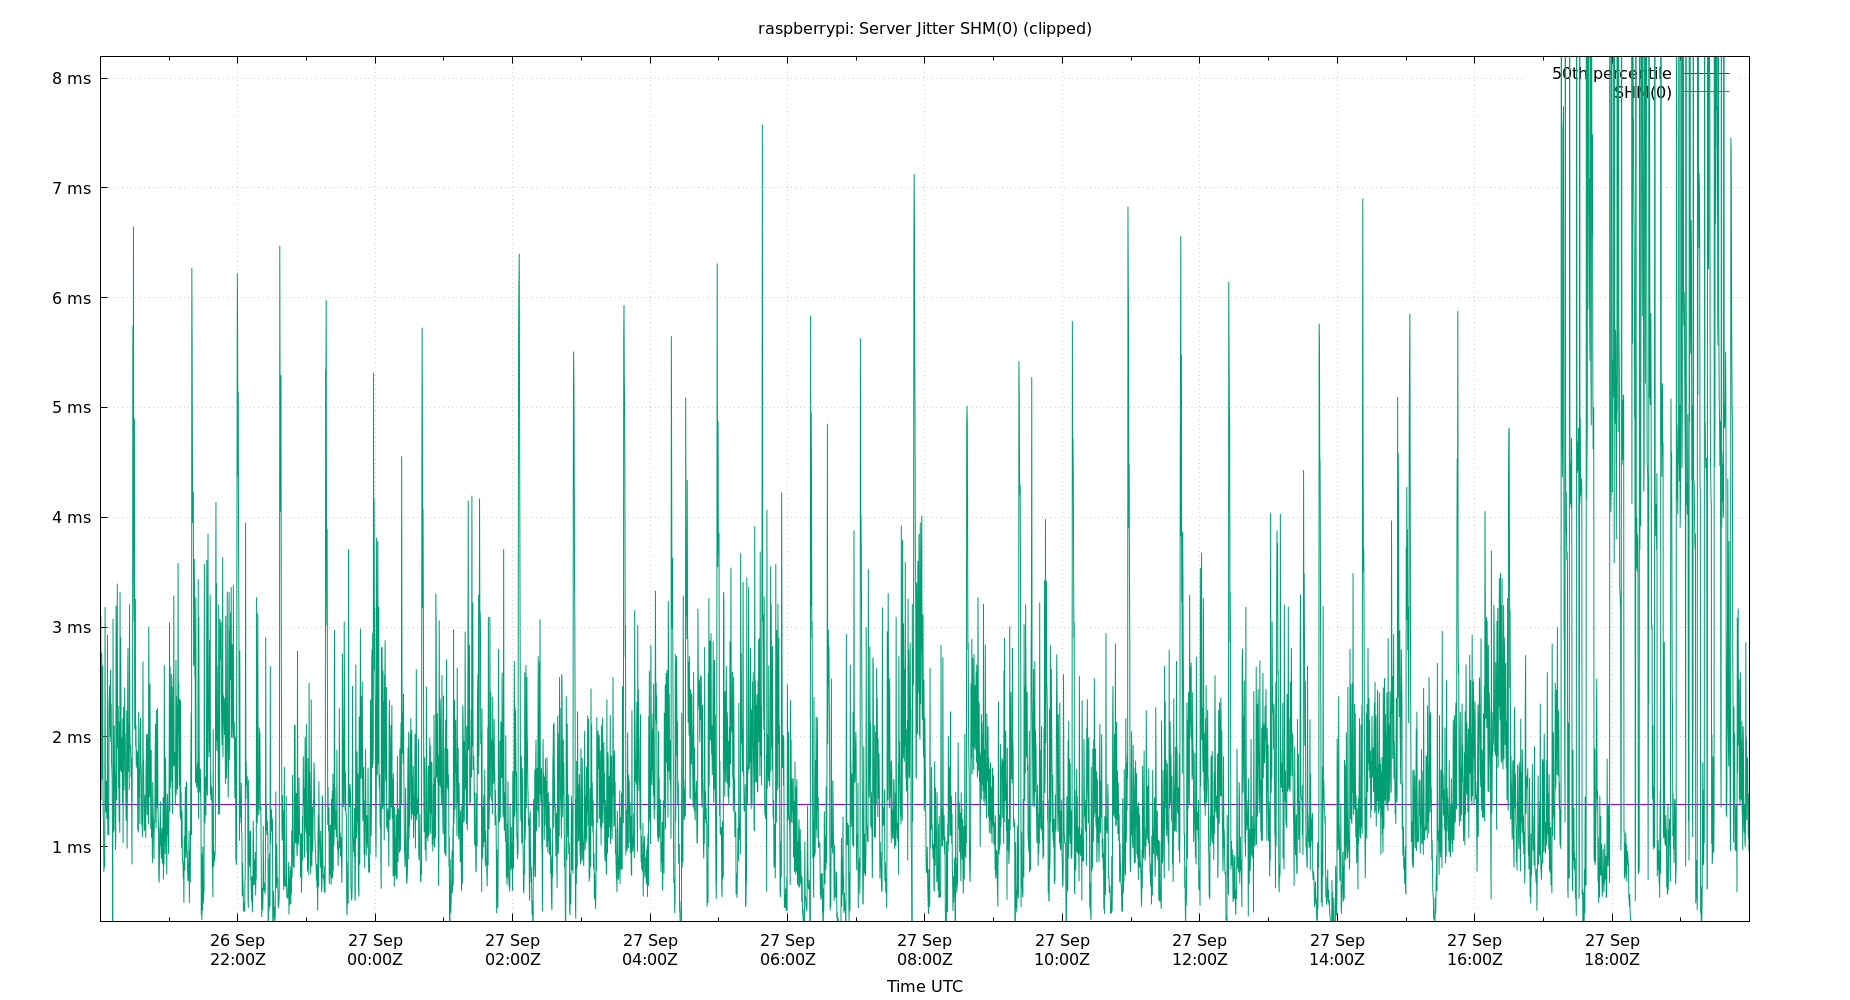 raspberrypi: Server Jitter SHM(0) (clipped)
8 ms
50th percentile
SHM(0)
7 ms
6 ms
5 ms
4 ms
3 ms
2 ms
1 ms
26 Sep 27 Sep 27 Sep 27 Sep 27 Sep 27 Sep 27 Sep 27 Sep 27 Sep 27 Sep 27 Sep
22:00Z 00:00Z 02:00Z 04:00Z 06:00Z 08:00Z 10:00Z 12:00Z 14:00Z 16:00Z 18:00Z
Time UTC